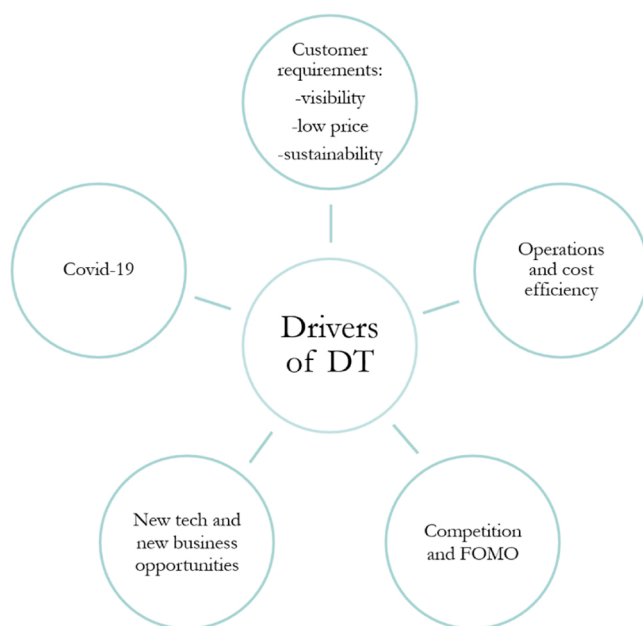 Customer
requirements:
-visibility
-low price
-sustainability
Covid-19
Operations
and cost
efficiency
Drivers
of DT
New tech and
new business
opportunities
Competition
and FOMO